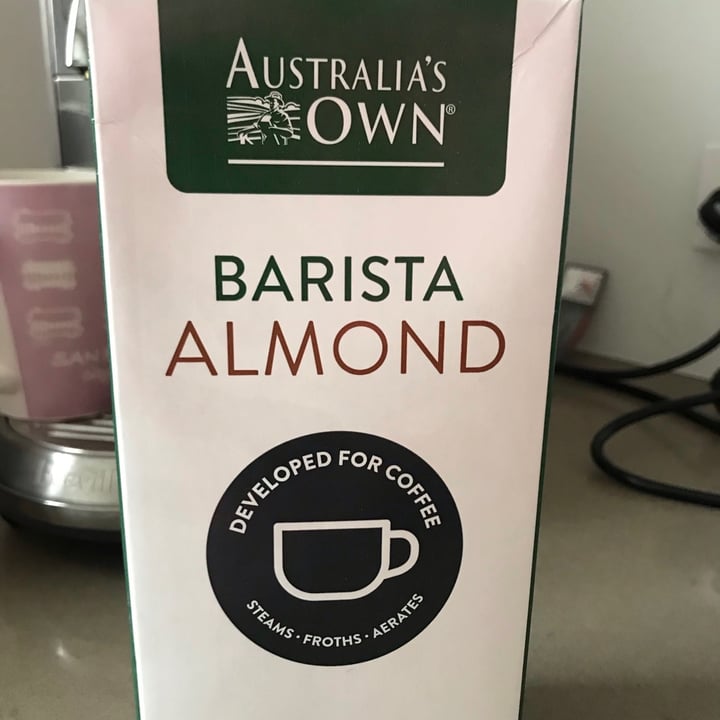 AUSTRALIA'S
OWN®
BARISTA
ALMOND
DEVELOPED FOR COFFEE
STEAMS · FROTHS · AERATES